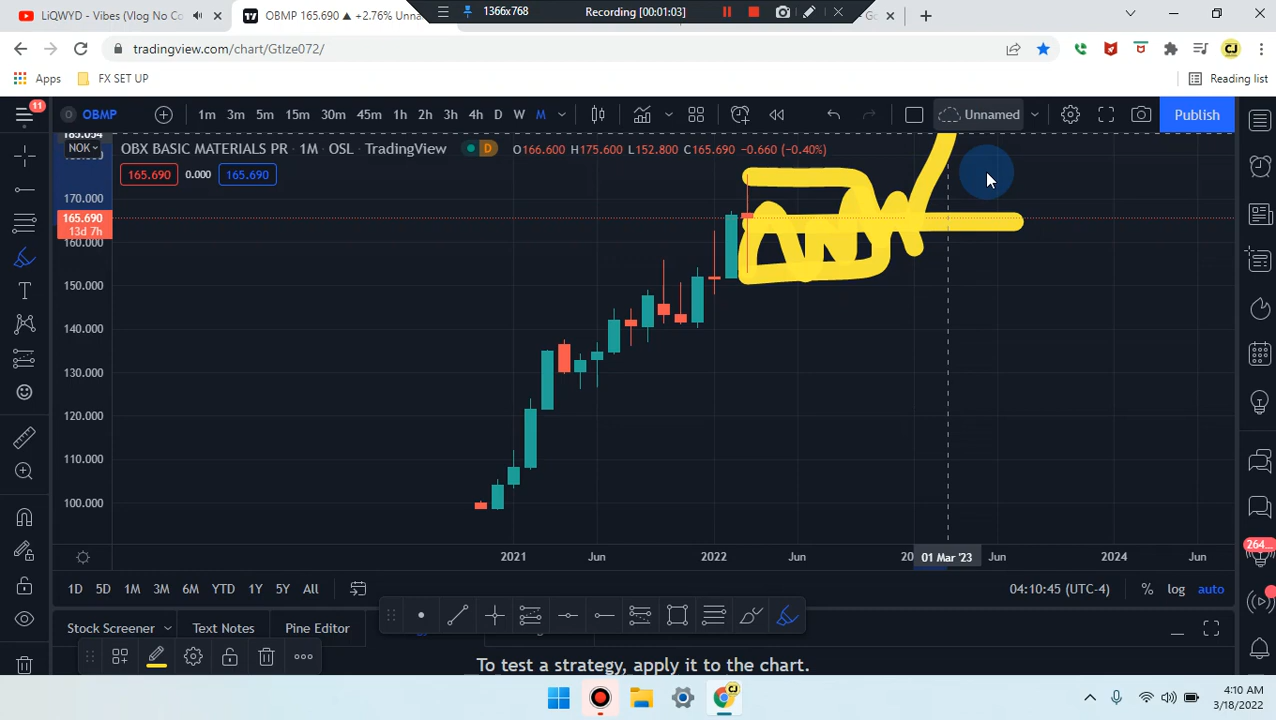 LiQWYD - Vibes (Vlog No C
OBMP 165.690 ▲ +2.76% Unna
1366x768
Recording [00:01:03]
tradingview.com/chart/GtIze072/
Apps
FX SET UP
Reading list
11
OBMP
1m 3m 5m 15m 30m 45m 1h 2h 3h 4h D W M
Unnamed
Publish
185.054
NOK
OBX BASIC MATERIALS PR · 1M · OSL · TradingView
D
O166.600 H175.600 L152.800 C165.690 -0.660 (-0.40%)
165.690 0.000 165.690
170.000
165.690
13d 7h
160.000
150.000
140.000
130.000
120.000
110.000
100.000
2021 Jun 2022 Jun 20 01 Mar '23 Jun 2024 Jun
1D 5D 1M 3M 6M YTD 1Y 5Y All
04:10:45 (UTC-4) % log auto
264
Stock Screener Text Notes Pine Editor
To test a strategy, apply it to the chart.
CJ
4:10 AM
3/18/2022